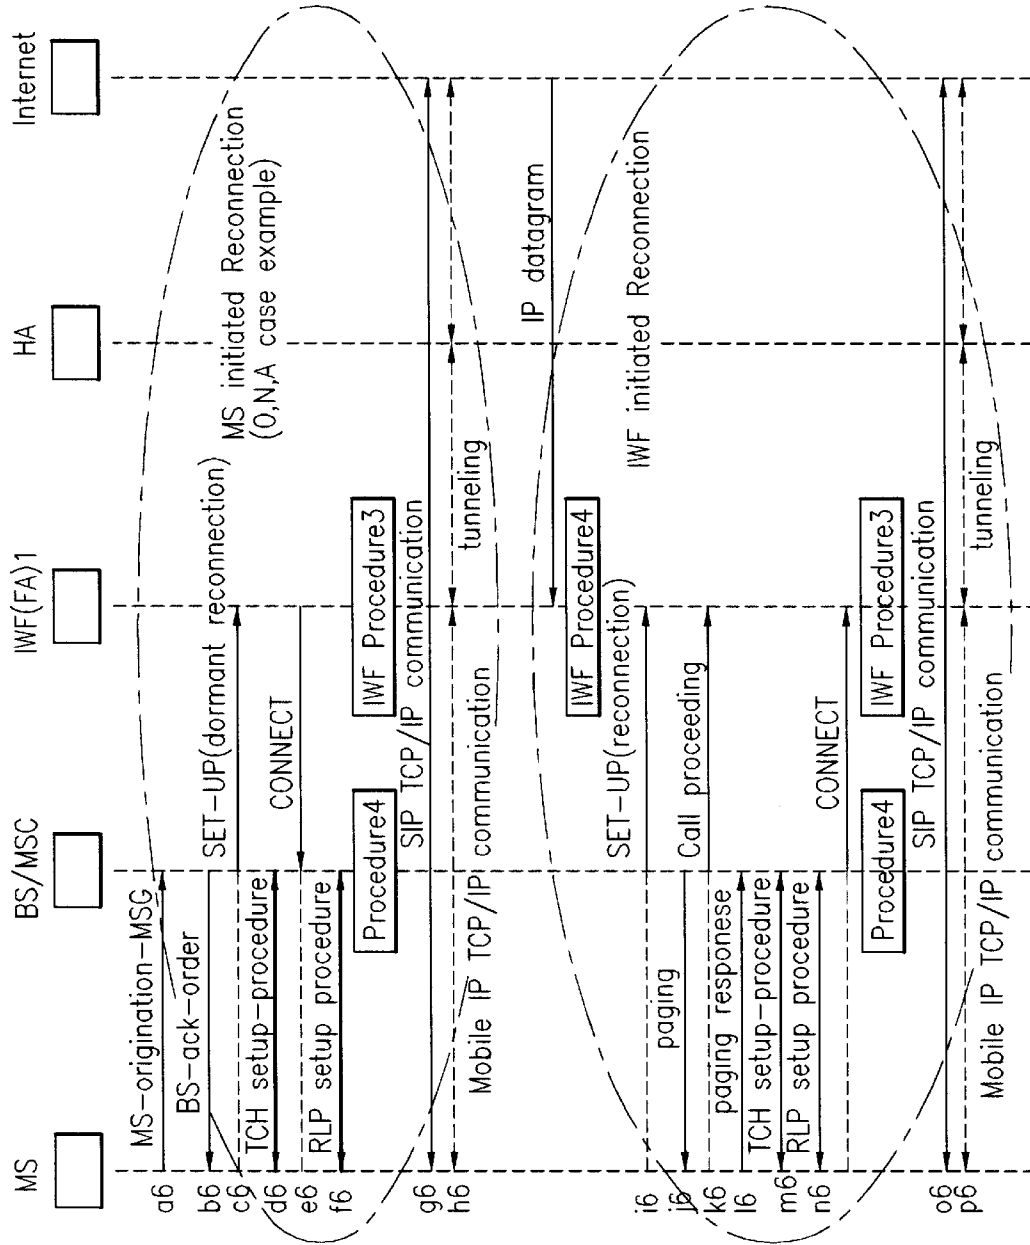 MS
BS/MSC
IWF(FA)1
HA
Internet
a6
MS-origination-MSG
b6
BS-ack-order
c6
SET-UP(dormant reconnection)
MS initiated Reconnection
(O,N,A case example)
d6
TCH setup-procedure
e6
CONNECT
f6
RLP setup procedure
Procedure4
IWF Procedure3
g6
SIP TCP/IP communication
h6
Mobile IP TCP/IP communication
tunneling
IP datagram
IWF Procedure4
IWF initiated Reconnection
i6
SET-UP(reconnection)
j6
paging
k6
Call proceeding
l6
paging responese
m6
TCH setup-procedure
n6
RLP setup procedure
CONNECT
Procedure4
IWF Procedure3
o6
SIP TCP/IP communication
p6
Mobile IP TCP/IP communication
tunneling